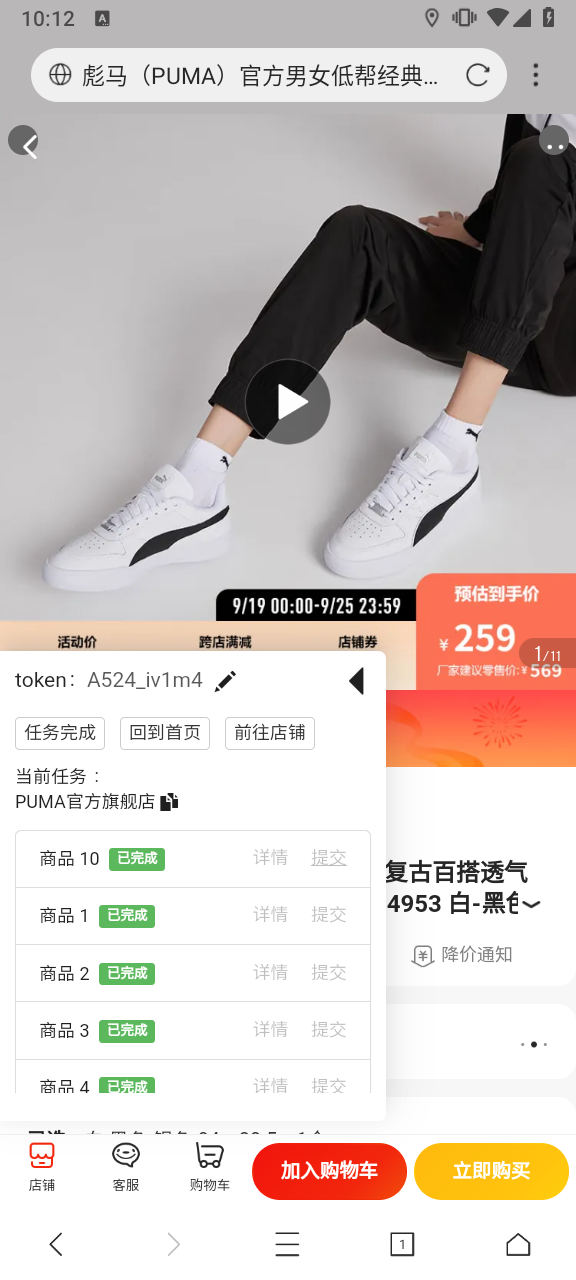 10:12
彪马（PUMA）官方男女低帮经典...
9/19 00:00-9/25 23:59
预估到手价
¥259
厂家建议零售价:¥569
活动价 跨店满减 店铺券
1/11
token： A524_iv1m4
任务完成 回到首页 前往店铺
当前任务：
PUMA官方旗舰店
商品 10 已完成 详情 提交
商品 1 已完成 详情 提交
商品 2 已完成 详情 提交
商品 3 已完成 详情 提交
商品 4 已完成 详情 提交
复古百搭透气
4953 白-黑色
降价通知
店铺 客服 购物车 加入购物车 立即购买
1